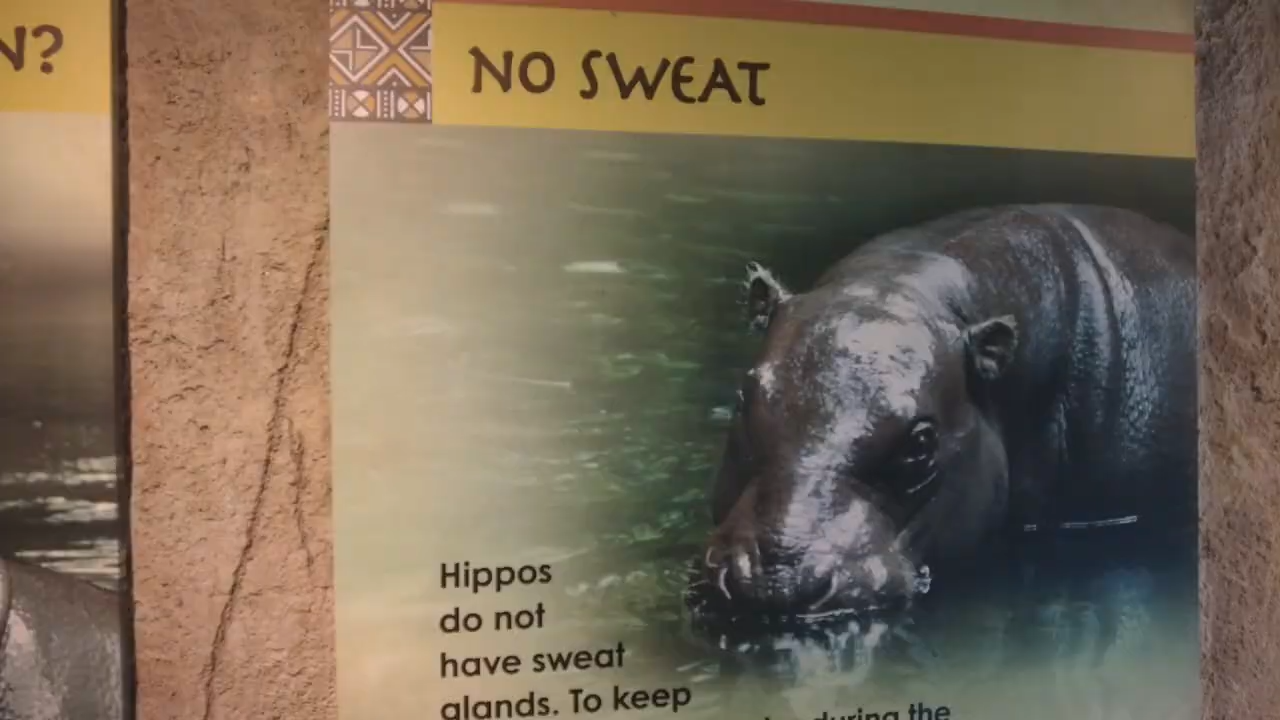 N?
NO SWEAT
Hippos
do not
have sweat
glands. To keep
during the